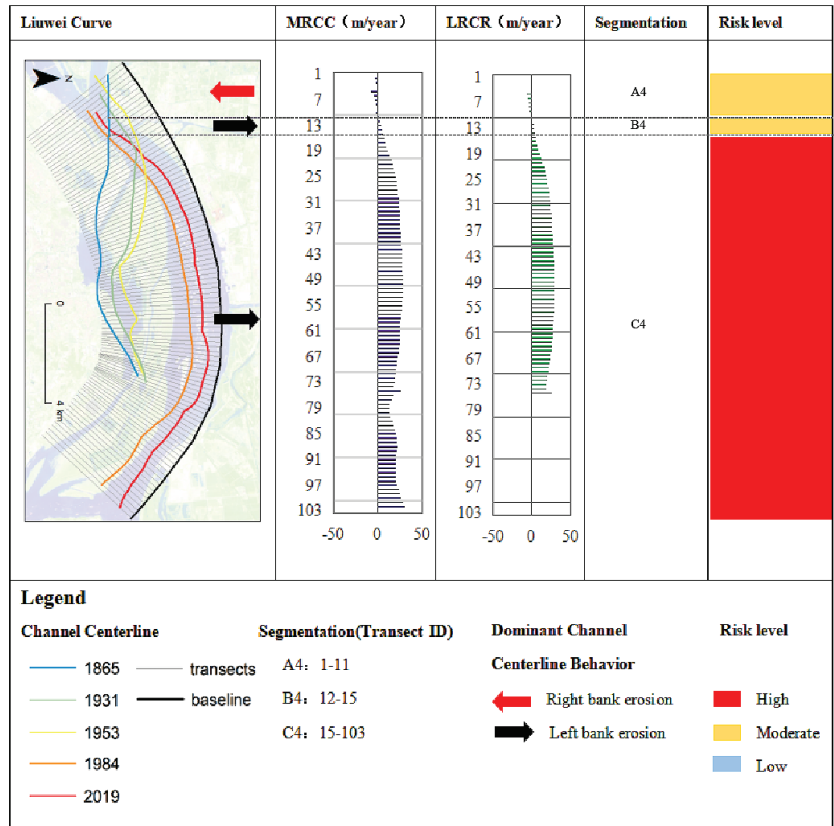 Liuwei Curve
MRCC（m/year）
LRCR（m/year）
Segmentation
Risk level
N
0
4 km
1
7
13
19
25
31
37
43
49
55
61
67
73
79
85
91
97
103
-50 0 50
1
7
13
19
25
31
37
43
49
55
61
67
73
79
85
91
97
103
-50 0 50
A4
B4
C4
Legend
Channel Centerline
1865
1931
1953
1984
2019
transects
baseline
Segmentation(Transect ID)
A4：1-11
B4：12-15
C4：15-103
Dominant Channel
Centerline Behavior
Right bank erosion
Left bank erosion
Risk level
High
Moderate
Low